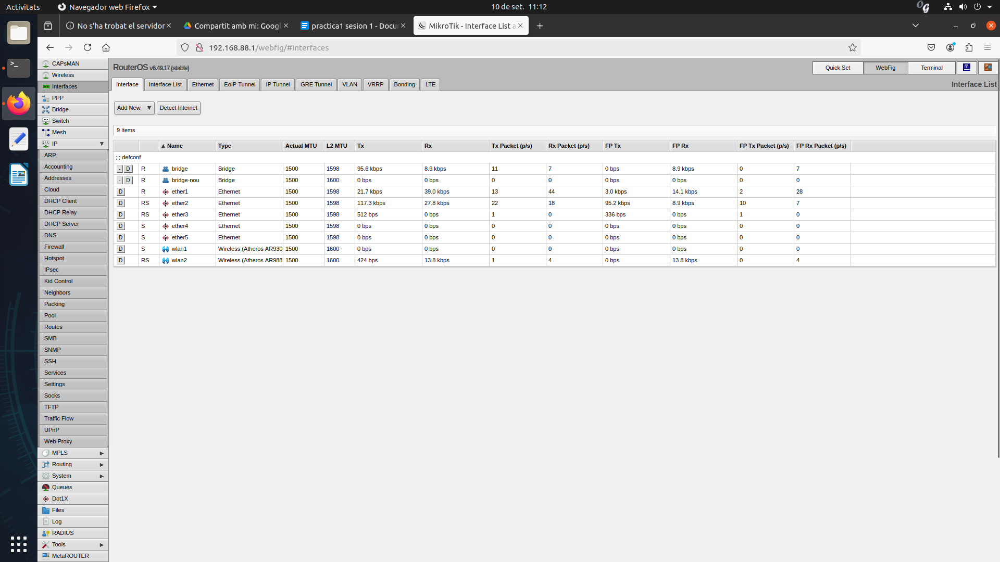 Activitats
Navegador web Firefox
10 de set. 11:12
No s'ha trobat el servidor
Compartit amb mi: Googl
practica1 sesion 1 - Docu
MikroTik - Interface List a
192.168.88.1/webfig/#Interfaces
CAPsMAN
Wireless
Interfaces
PPP
Bridge
Switch
Mesh
IP
ARP
Accounting
Addresses
Cloud
DHCP Client
DHCP Relay
DHCP Server
DNS
Firewall
Hotspot
IPsec
Kid Control
Neighbors
Packing
Pool
Routes
SMB
SNMP
SSH
Services
Settings
Socks
TFTP
Traffic Flow
UPnP
Web Proxy
MPLS
Routing
System
Queues
Dot1X
Files
Log
RADIUS
Tools
MetaROUTER
RouterOS v6.49.17 (stable)
Quick Set WebFig Terminal
Interface Interface List Ethernet EoIP Tunnel IP Tunnel GRE Tunnel VLAN VRRP Bonding LTE
Interface List
Add New Detect Internet
9 items
Name Type Actual MTU L2 MTU Tx Rx Tx Packet (p/s) Rx Packet (p/s) FP Tx FP Rx FP Tx Packet (p/s) FP Rx Packet (p/s)
;;; defconf
- D R bridge Bridge 1500 1598 95.6 kbps 8.9 kbps 11 7 0 bps 8.9 kbps 0 7
- D R bridge-nou Bridge 1500 1600 0 bps 0 bps 0 0 0 bps 0 bps 0 0
D R ether1 Ethernet 1500 1598 21.7 kbps 39.0 kbps 13 44 3.0 kbps 14.1 kbps 2 28
D RS ether2 Ethernet 1500 1598 117.3 kbps 27.8 kbps 22 18 95.2 kbps 8.9 kbps 10 7
D RS ether3 Ethernet 1500 1598 512 bps 0 bps 1 0 336 bps 0 bps 1 0
D S ether4 Ethernet 1500 1598 0 bps 0 bps 0 0 0 bps 0 bps 0 0
D S ether5 Ethernet 1500 1598 0 bps 0 bps 0 0 0 bps 0 bps 0 0
D S wlan1 Wireless (Atheros AR930 1500 1600 0 bps 0 bps 0 0 0 bps 0 bps 0 0
D RS wlan2 Wireless (Atheros AR988 1500 1600 424 bps 13.8 kbps 1 4 0 bps 13.8 kbps 0 4